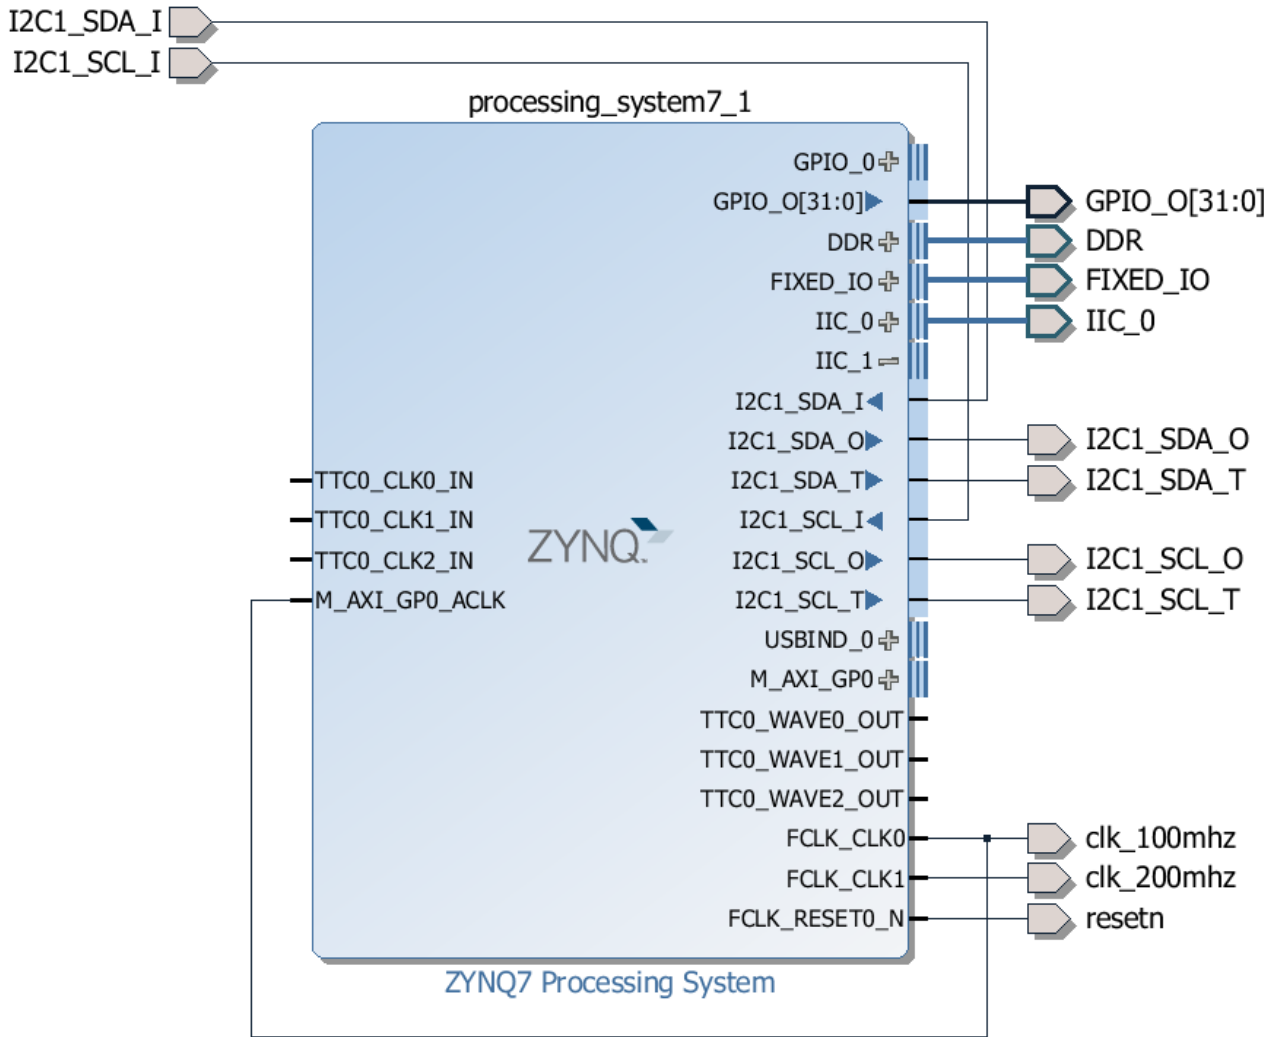 I2C1_SDA_I
I2C1_SCL_I
processing_system7_1
GPIO_0
GPIO_O[31:0] GPIO_O[31:0]
DDR DDR
FIXED_IO FIXED_IO
IIC_0 IIC_0
IIC_1
I2C1_SDA_I
I2C1_SDA_O I2C1_SDA_O
TTC0_CLK0_IN I2C1_SDA_T I2C1_SDA_T
TTC0_CLK1_IN I2C1_SCL_I
ZYNQ
TTC0_CLK2_IN I2C1_SCL_O I2C1_SCL_O
M_AXI_GP0_ACLK I2C1_SCL_T I2C1_SCL_T
USBIND_0
M_AXI_GP0
TTC0_WAVE0_OUT
TTC0_WAVE1_OUT
TTC0_WAVE2_OUT
FCLK_CLK0 clk_100mhz
FCLK_CLK1 clk_200mhz
FCLK_RESET0_N resetn
ZYNQ7 Processing System